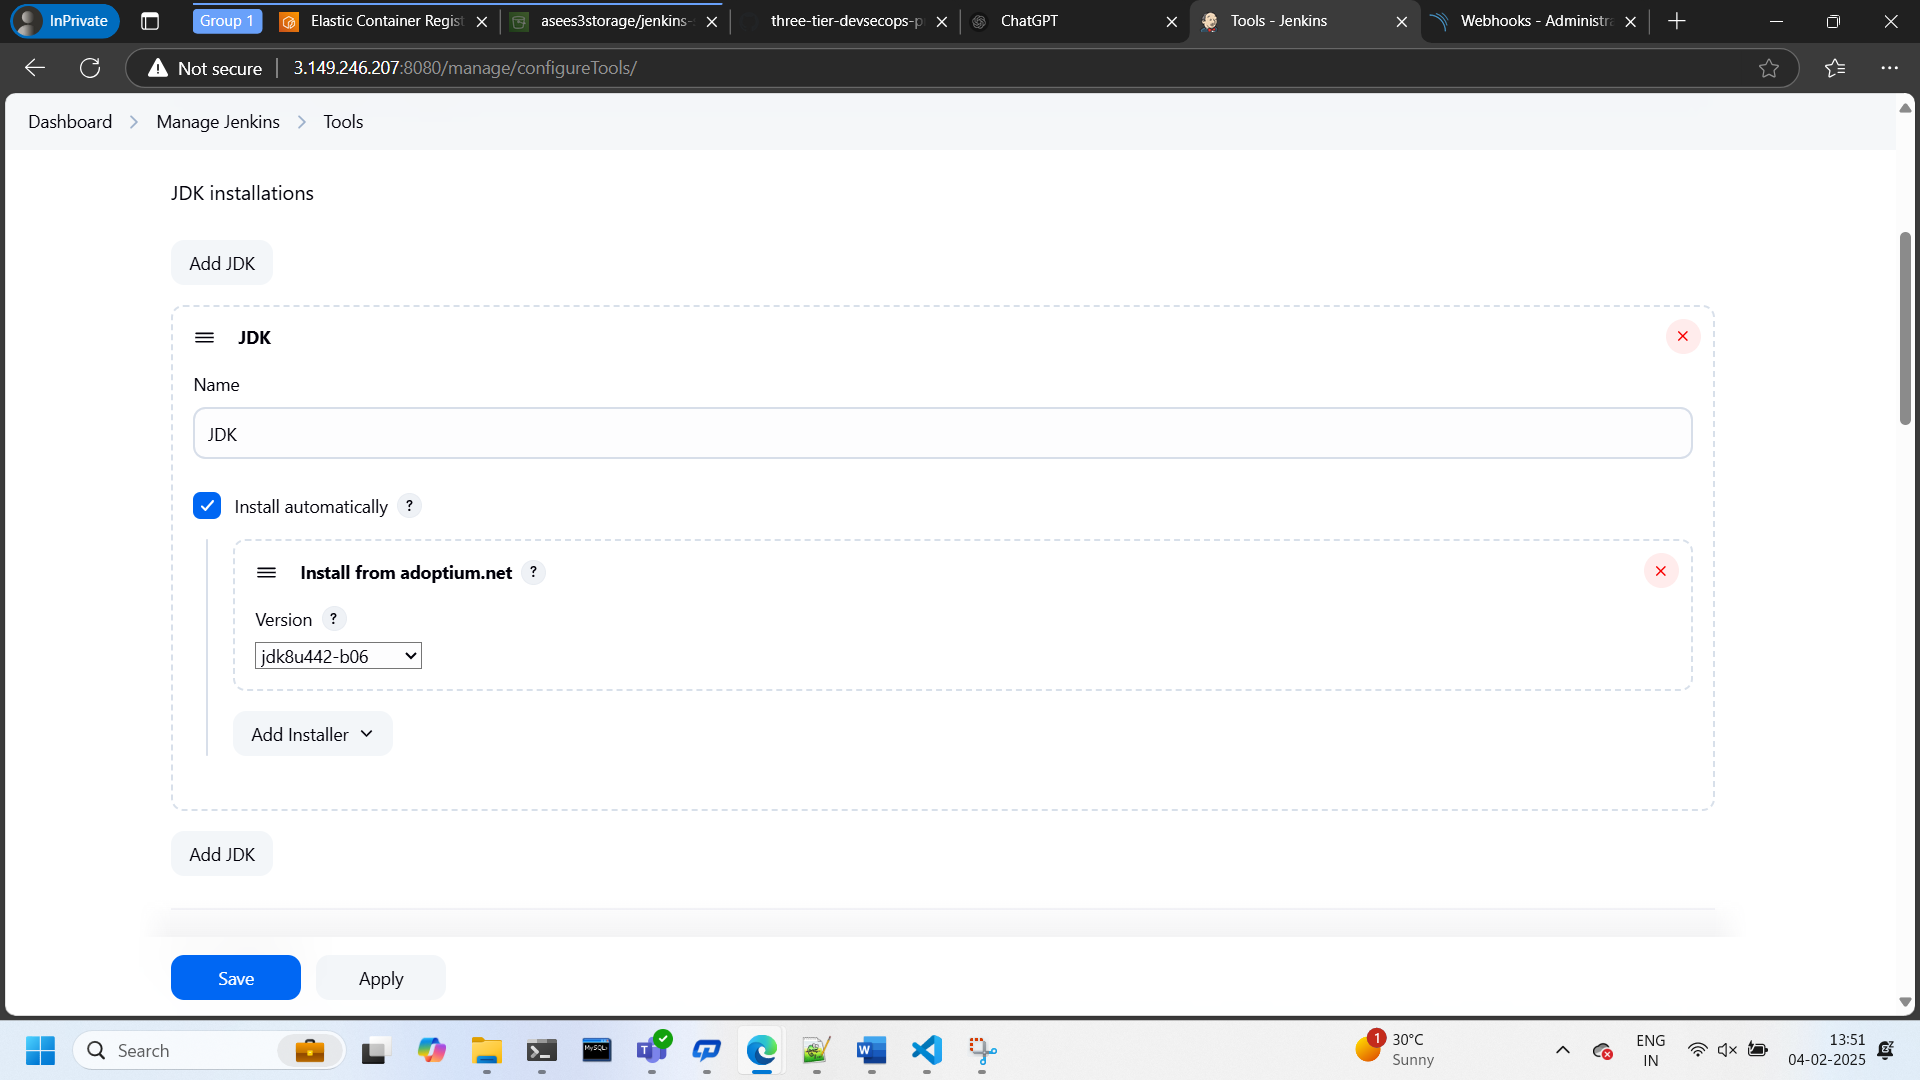 InPrivate
Group 1
Elastic Container Regist
asees3storage/jenkins-
three-tier-devsecops-p
ChatGPT
Tools - Jenkins
Webhooks - Administra
Not secure
3.149.246.207:8080/manage/configureTools/
Dashboard
Manage Jenkins
Tools
JDK installations
Add JDK
JDK
Name
JDK
Install automatically ?
Install from adoptium.net ?
Version ?
jdk8u442-b06
Add Installer
Add JDK
Save
Apply
Search
MySQL
1
30°C
Sunny
ENG
IN
13:51
04-02-2025